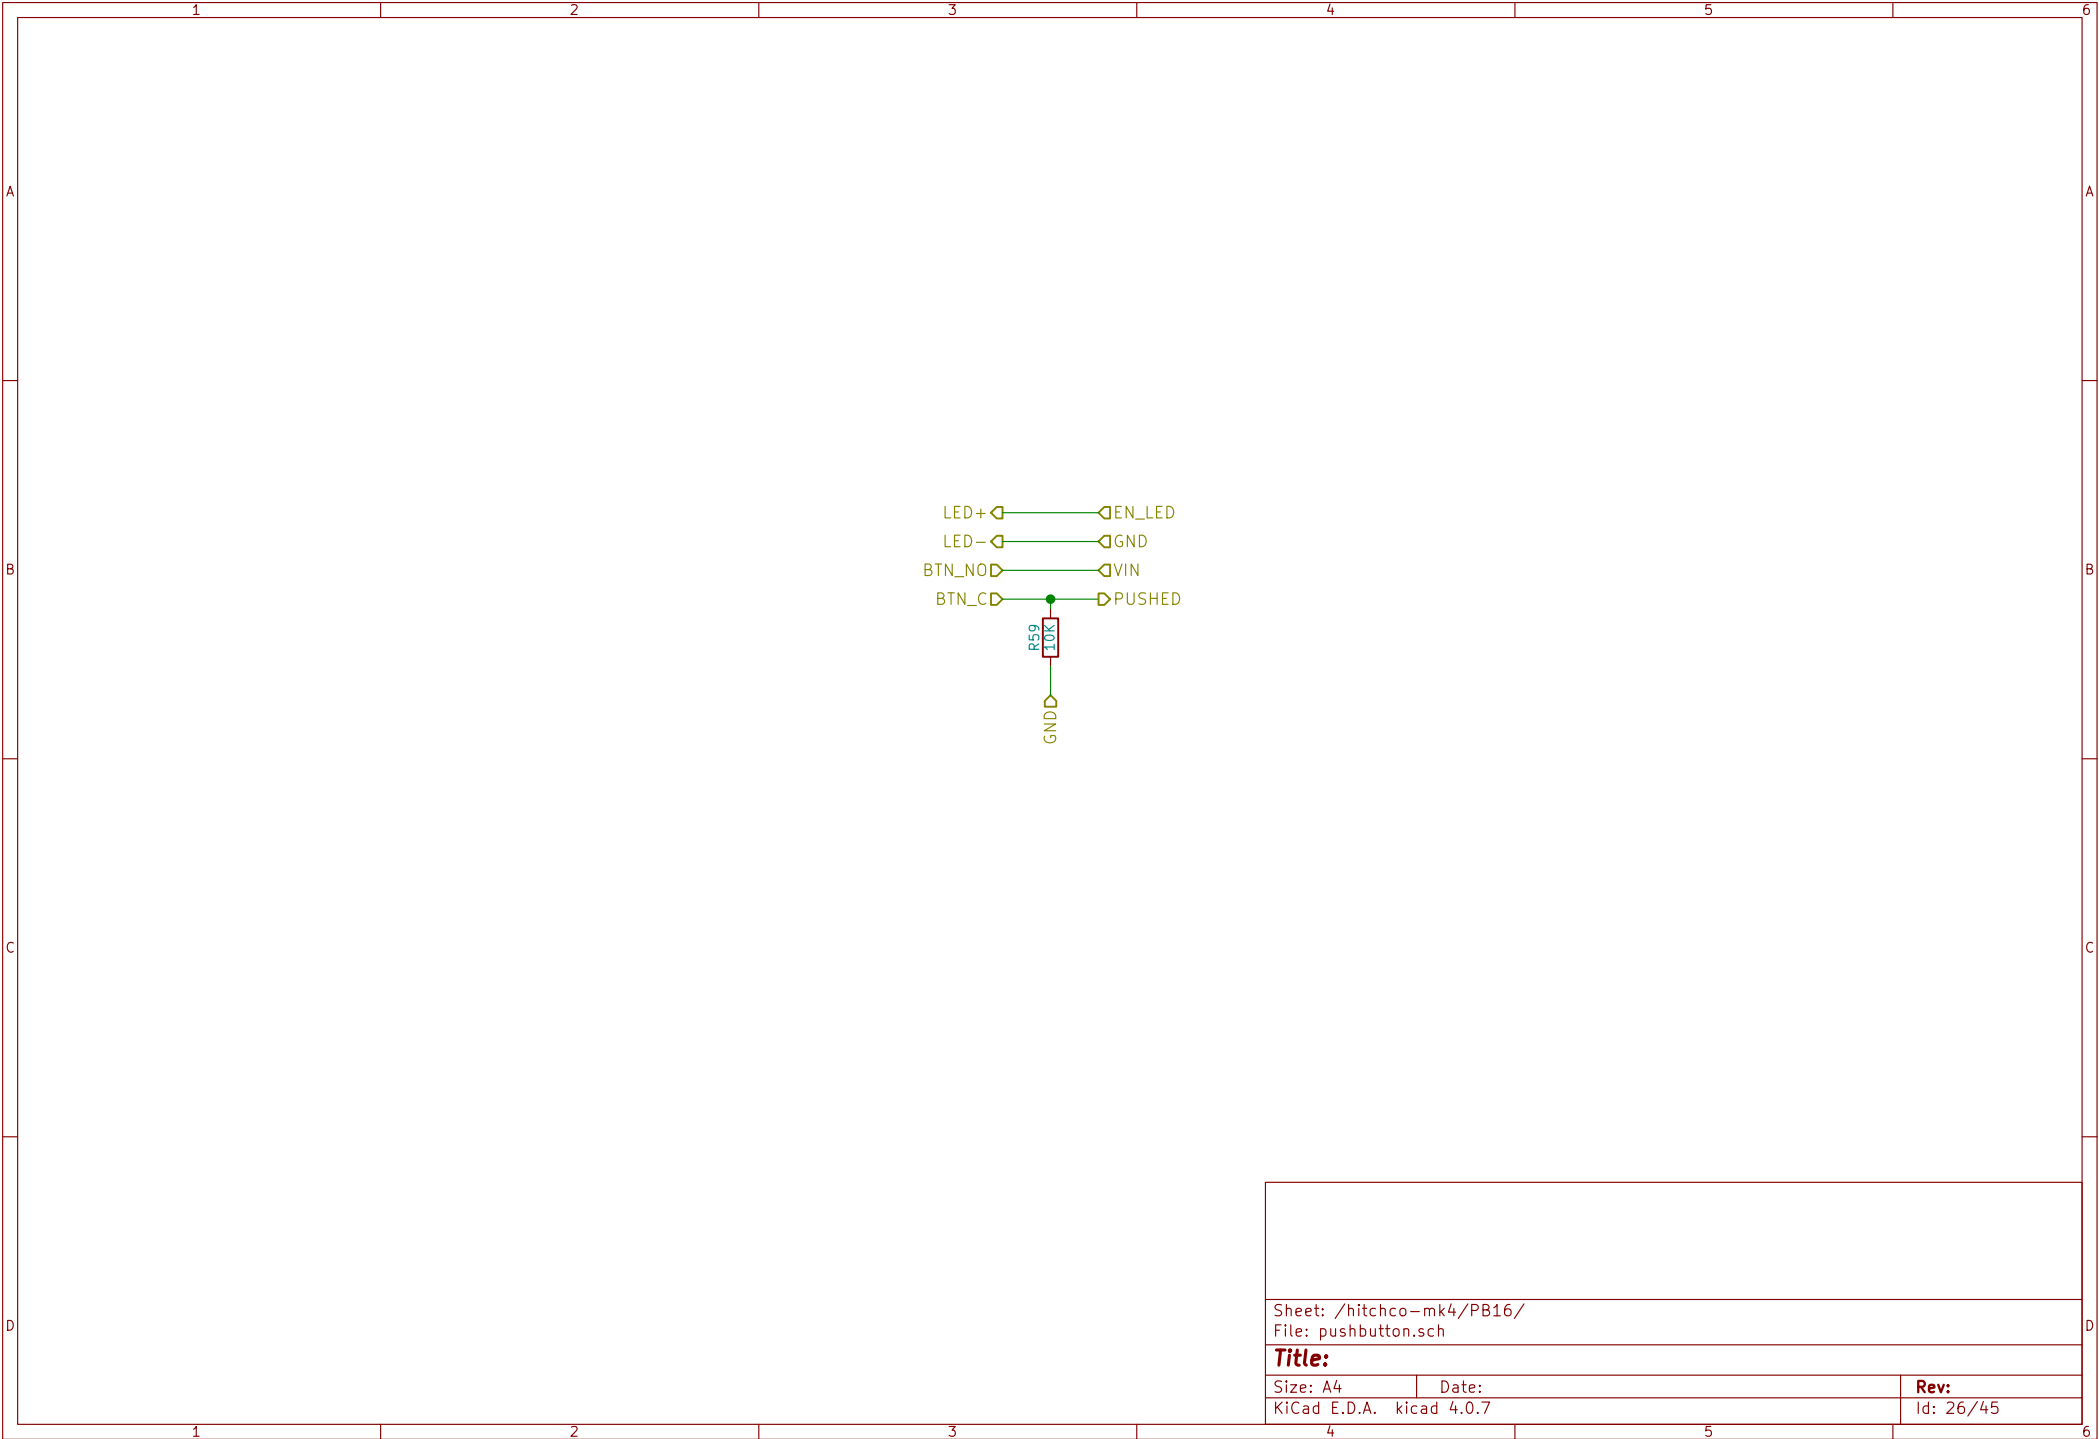 1 2 3 4 5 6
A A
LED+ EN_LED
LED- GND
BTN_NO VIN
B B
BTN_C PUSHED
R59
10K
GND
C C
Sheet: /hitchco-mk4/PB16/
D D
File: pushbutton.sch
Title:
Size: A4 Date: Rev:
KiCad E.D.A. kicad 4.0.7 Id: 26/45
1 2 3 4 5 6